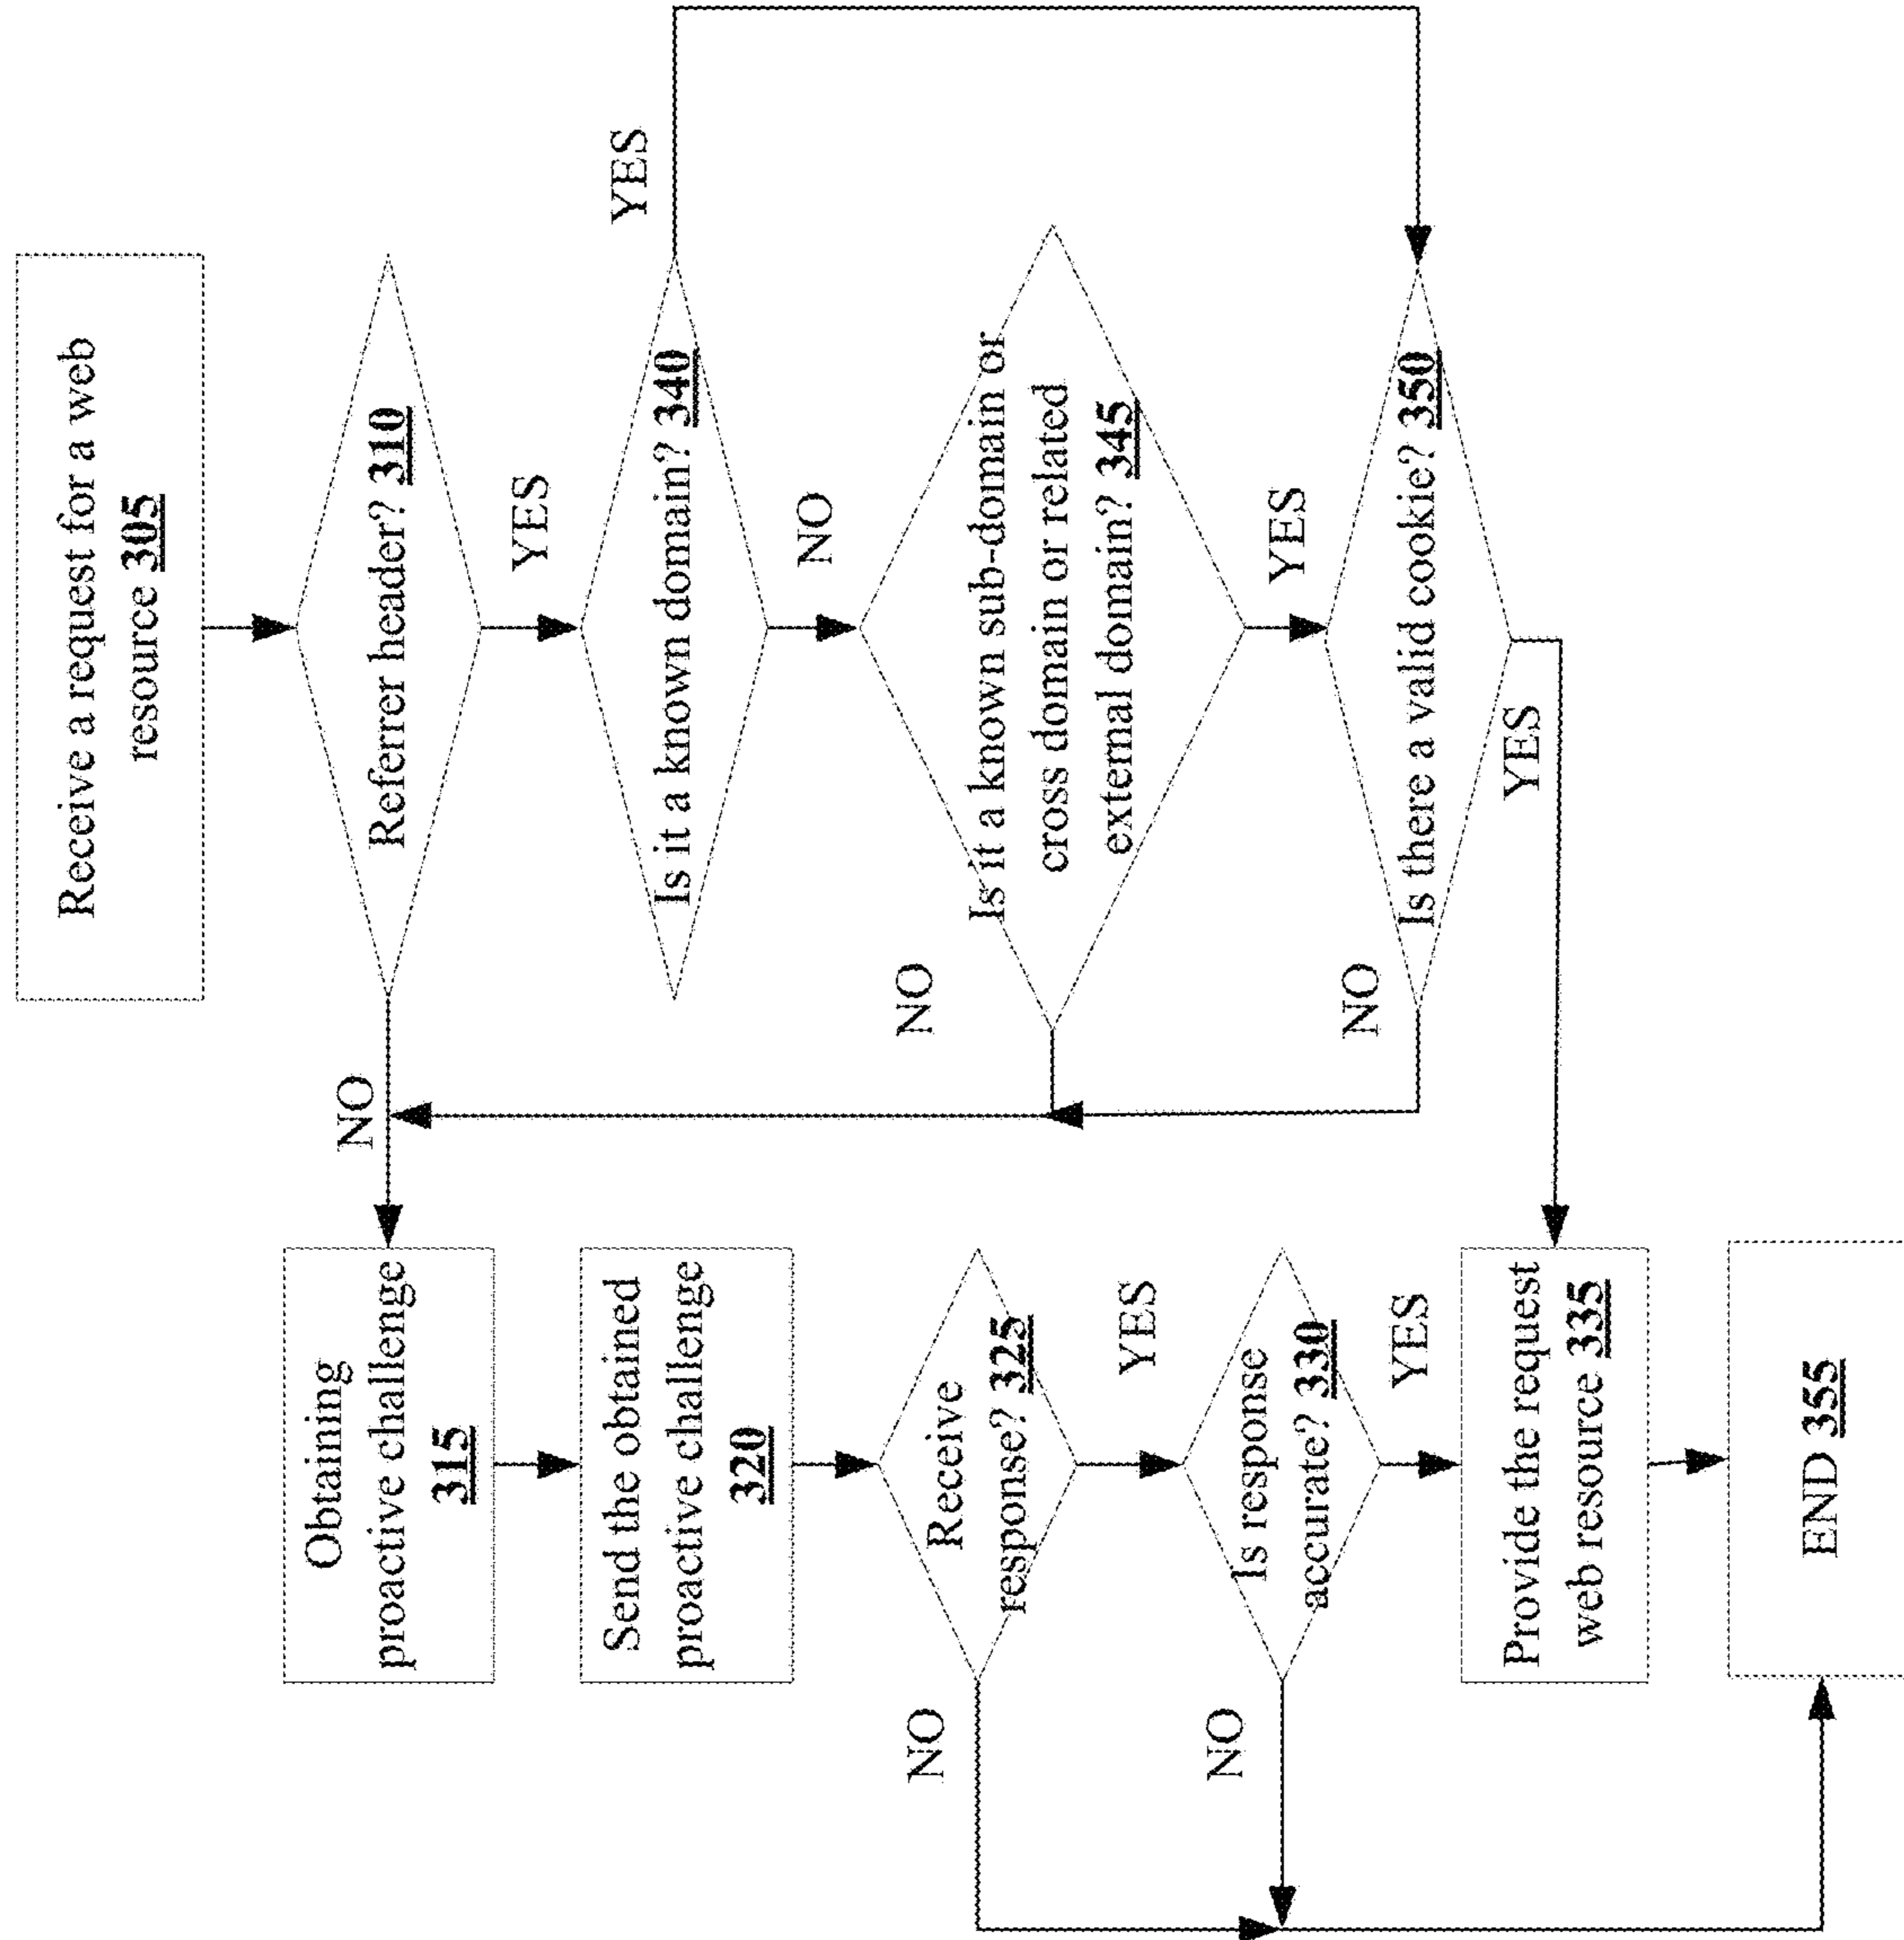 Receive a request for a web
resource 305
Referrer header? 310
NO
YES
Is it a known domain? 340
YES
NO
Is it a known sub-domain or
cross domain or related
external domain? 345
NO
YES
Is there a valid cookie? 350
NO
YES
Obtaining
proactive challenge
315
Send the obtained
proactive challenge
320
Receive
response? 325
NO
YES
Is response
accurate? 330
NO
YES
Provide the request
web resource 335
END 355